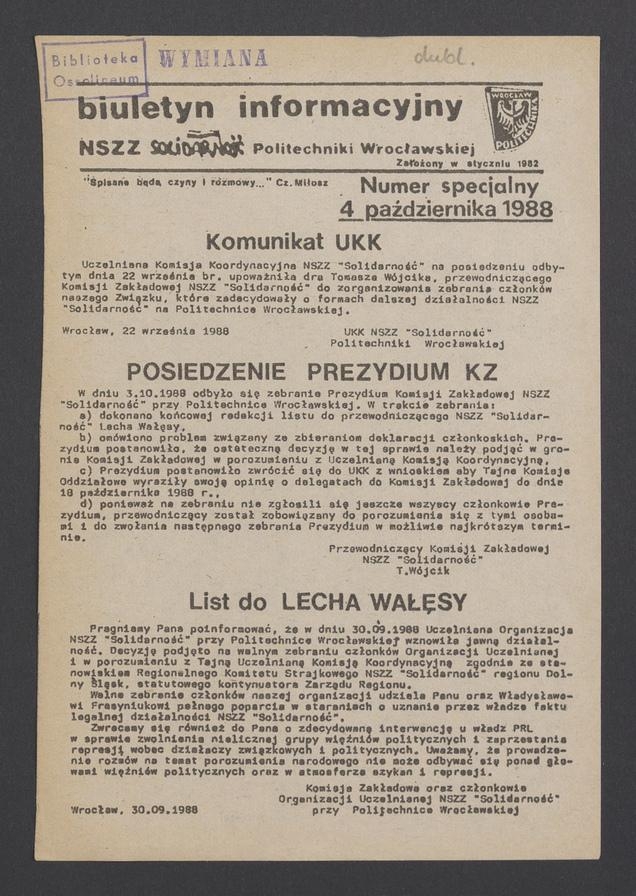 Biblioteka
Ossolineum
WYMIANA
dubl.
biuletyn informacyjny
NSZZ SOLIDARNOŚĆ Politechniki Wrocławskiej
WROCŁAW
POLITECHNIKA
Założony w styczniu 1982
"Spisane będą czyny i rozmowy..." Cz.Miłosz
Numer specjalny
4 października 1988
Komunikat UKK
Uczelniana Komisja Koordynacyjna NSZZ "Solidarność" na posiedzeniu odby-
tym dnia 22 września br. upoważniła dra Tomasza Wójcika, przewodniczącego
Komisji Zakładowej NSZZ "Solidarność" do zorganizowania zebrania członków
naszego Związku, które zadecydowały o formach dalszej działalności NSZZ
"Solidarność" na Politechnice Wrocławskiej.
Wrocław, 22 września 1988
UKK NSZZ "Solidarność"
Politechniki Wrocławskiej
POSIEDZENIE PREZYDIUM KZ
W dniu 3.10.1988 odbyło się zebranie Prezydium Komisji Zakładowej NSZZ
"Solidarność" przy Politechnice Wrocławskiej. W trakcie zebrania:
a) dokonano końcowej redakcji listu do przewodniczącego NSZZ "Solidar-
ność" Lecha Wałęsy,
b) omówiono problem związany ze zbieraniem deklaracji członkoskich. Pre-
zydium postanowiło, że ostateczną decyzję w tej sprawie należy podjąć w gro-
nie Komisji Zakładowej w porozumieniu z Uczelnianą Komisją Koordynacyjną,
c) Prezydium postanowiło zwrócić się do UKK z wnioskiem aby Tajne Komisje
Oddziałowe wyraziły swoją opinię o delegatach do Komisji Zakładowej do dnia
18 października 1988 r.,
d) ponieważ na zebraniu nie zgłosili się jeszcze wszyscy członkowie Pre-
zydium, przewodniczący został zobowiązany do porozumienia się z tymi osoba-
mi i do zwołania następnego zebrania Prezydium w możliwie najkrótszym termi-
nie.
Przewodniczący Komisji Zakładowej
NSZZ "Solidarność"
T.Wójcik
List do LECHA WAŁĘSY
Pragniemy Pana poinformować, że w dniu 30.09.1988 Uczelniana Organizacja
NSZZ "Solidarność" przy Politechnice Wrocławskiej wznowiła jawną działal-
ność. Decyzję podjęto na walnym zebraniu członków Organizacji Uczelnianej
i w porozumieniu z Tajną Uczelnianą Komisją Koordynacyjną zgodnie ze sta-
nowiskiem Regionalnego Komitetu Strajkowego NSZZ "Solidarność" regionu Dol-
ny Śląsk, statutowego kontynuatora Zarządu Regionu.
Walne zebranie członków naszej organizacji udziela Panu oraz Władysławo-
wi Frasyniukowi pełnego poparcia w staraniach o uznanie przez władze faktu
legalnej działalności NSZZ "Solidarność".
Zwracamy się również do Pana o zdecydowaną interwencję u władz PRL
w sprawie zwolnienia nielicznej grupy więźniów politycznych i zaprzestania
represji wobec działaczy związkowych i politycznych. Uważamy, że prowadze-
nie rozmów na temat porozumienia narodowego nie może odbywać się ponad gło-
wami więźniów politycznych oraz w atmosferze szykan i represji.
Komisja Zakładowa oraz członkowie
Organizacji Uczelnianej NSZZ "Solidarność"
Wrocław, 30.09.1988
przy Politechnice Wrocławskiej